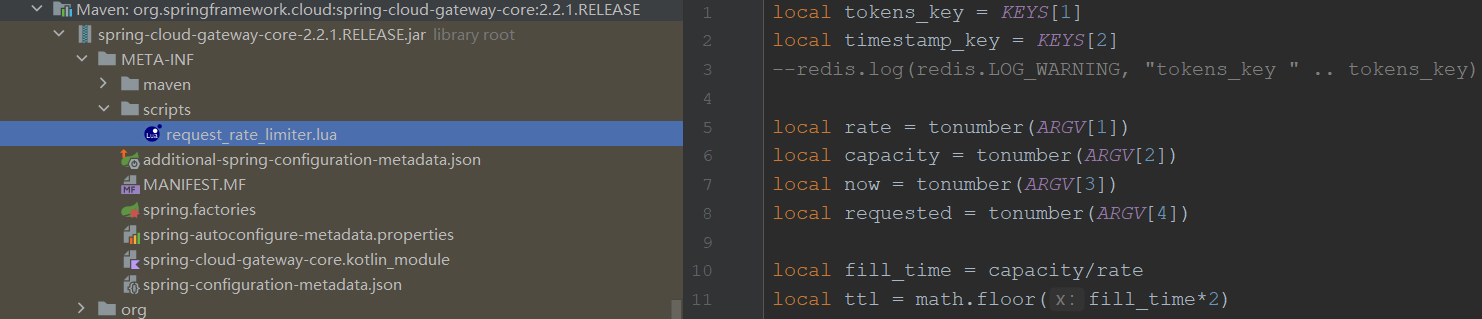 Maven: org.springframework.cloud:spring-cloud-gateway-core:2.2.1.RELEASE
spring-cloud-gateway-core-2.2.1.RELEASE.jar library root
META-INF
maven
scripts
Lua request_rate_limiter.lua
additional-spring-configuration-metadata.json
MF MANIFEST.MF
spring.factories
spring-autoconfigure-metadata.properties
spring-cloud-gateway-core.kotlin_module
spring-configuration-metadata.json
org
1 local tokens_key = KEYS[1]
2 local timestamp_key = KEYS[2]
3 --redis.log(redis.LOG_WARNING, "tokens_key " .. tokens_key)
4
5 local rate = tonumber(ARGV[1])
6 local capacity = tonumber(ARGV[2])
7 local now = tonumber(ARGV[3])
8 local requested = tonumber(ARGV[4])
9
10 local fill_time = capacity/rate
11 local ttl = math.floor( x: fill_time*2)